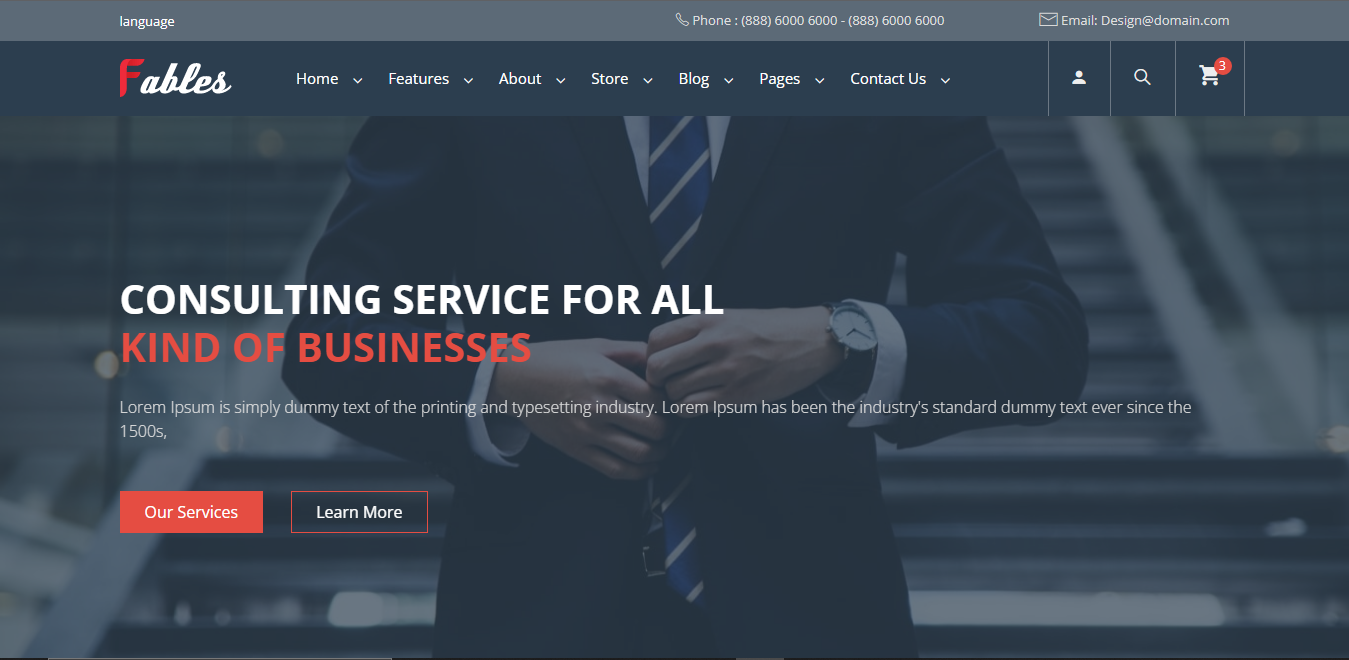 language
Phone : (888) 6000 6000 - (888) 6000 6000
Email: Design@domain.com
Fables
Home
Features
About
Store
Blog
Pages
Contact Us
3
CONSULTING SERVICE FOR ALL
KIND OF BUSINESSES
Lorem Ipsum is simply dummy text of the printing and typesetting industry. Lorem Ipsum has been the industry's standard dummy text ever since the
1500s,
Our Services
Learn More